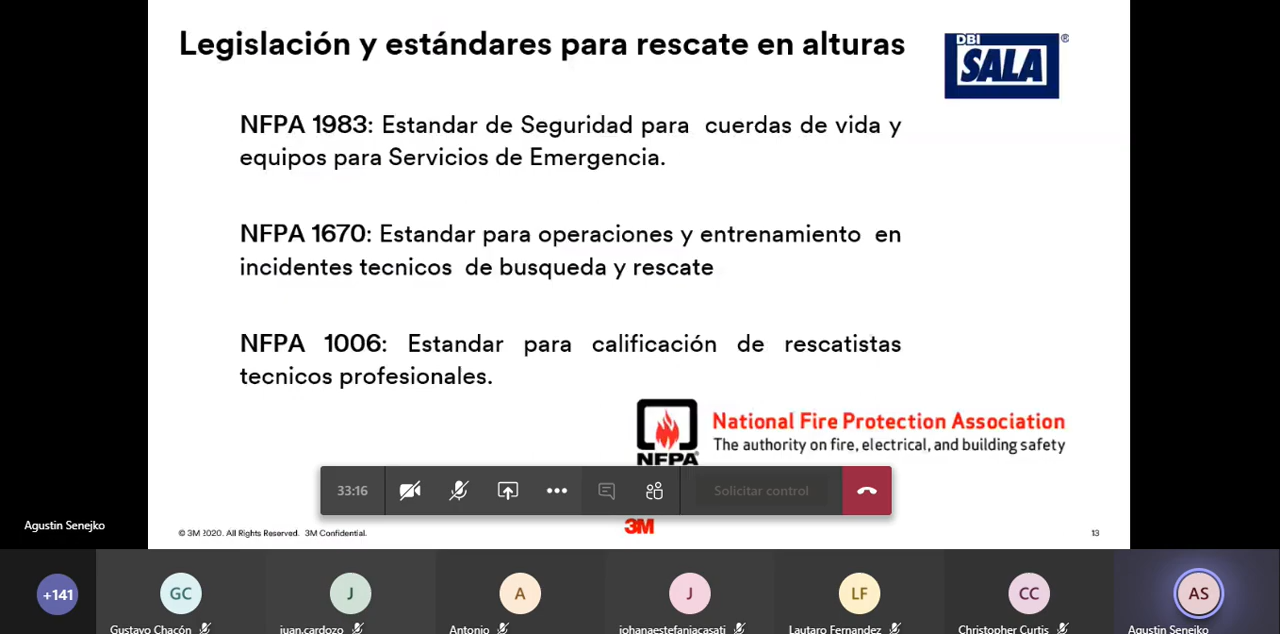 Legislación y estándares para rescate en alturas
DBI
SALA
®
NFPA 1983: Estandar de Seguridad para cuerdas de vida y
equipos para Servicios de Emergencia.
NFPA 1670: Estandar para operaciones y entrenamiento en
incidentes tecnicos de busqueda y rescate
NFPA 1006: Estandar para calificación de rescatistas
tecnicos profesionales.
National Fire Protection Association
The authority on fire, electrical, and building safety
NFPA®
33:16
Solicitar control
Agustin Senejko
© 3M 2020. All Rights Reserved. 3M Confidential.
3M
13
+141
GC
J
A
J
LF
CC
AS
Gustavo Chacón
juan.cardozo
Antonio
johanaestefaniacasati
Lautaro Fernandez
Christopher Curtis
Agustin Senejko